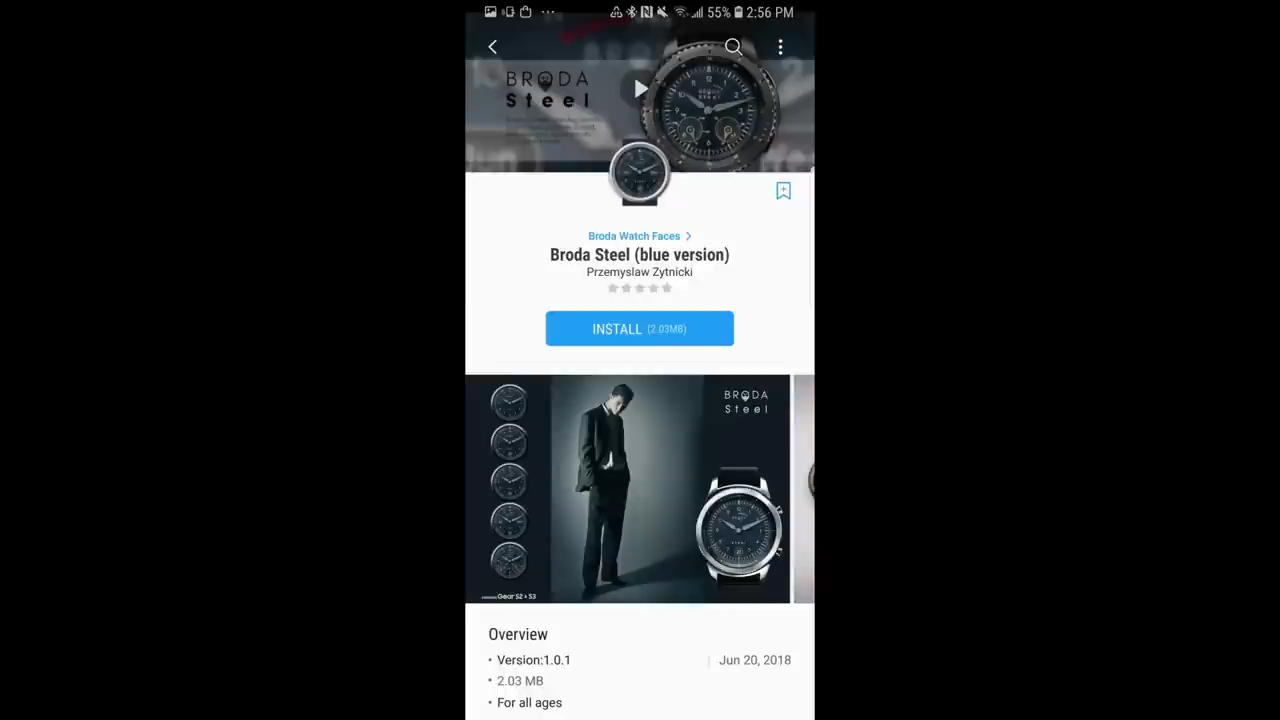 55% 2:56 PM
BRODA
Steel
Broda Watch Faces
Broda Steel (blue version)
Przemyslaw Zytnicki
INSTALL (2.03MB)
BRODA
Steel
Gear S2 & S3
Overview
• Version:1.0.1
Jun 20, 2018
• 2.03 MB
• For all ages